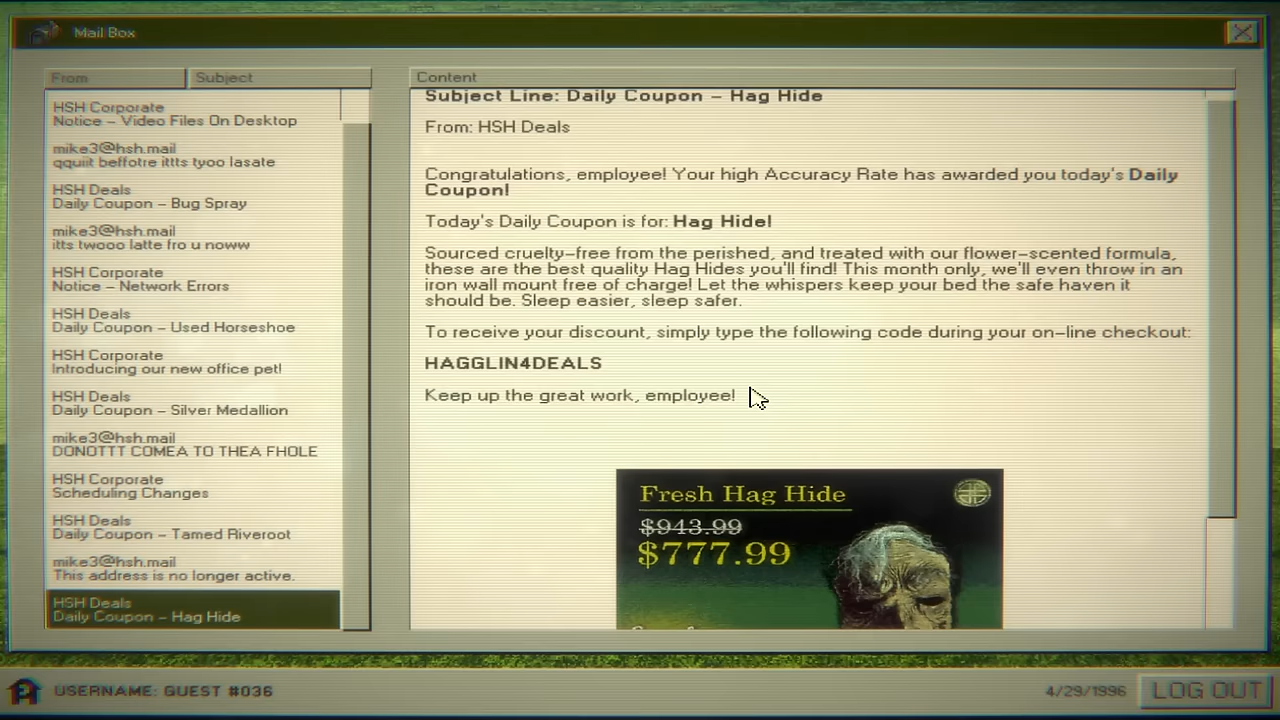 Mail Box
From
Subject
HSH Corporate
Notice – Video Files On Desktop
mike3@hsh.mail
qquiit beffotre ittts tyoo lasate
HSH Deals
Daily Coupon – Bug Spray
mike3@hsh.mail
itts twooo latte fro u noww
HSH Corporate
Notice – Network Errors
HSH Deals
Daily Coupon – Used Horseshoe
HSH Corporate
Introducing our new office pet!
HSH Deals
Daily Coupon – Silver Medallion
mike3@hsh.mail
DONOTTT COMEA TO THEA FHOLE
HSH Corporate
Scheduling Changes
HSH Deals
Daily Coupon – Tamed Riveroot
mike3@hsh.mail
This address is no longer active.
HSH Deals
Daily Coupon – Hag Hide
Content
Subject Line: Daily Coupon – Hag Hide
From: HSH Deals
Congratulations, employee! Your high Accuracy Rate has awarded you today's Daily
Coupon!
Today's Daily Coupon is for: Hag Hide!
Sourced cruelty–free from the perished, and treated with our flower–scented formula,
these are the best quality Hag Hides you'll find! This month only, we'll even throw in an
iron wall mount free of charge! Let the whispers keep your bed the safe haven it
should be. Sleep easier, sleep safer.
To receive your discount, simply type the following code during your on–line checkout:
HAGGLIN4DEALS
Keep up the great work, employee!
Fresh Hag Hide
$943.99
$777.99
USERNAME: GUEST #036
4/29/1996
LOG OUT